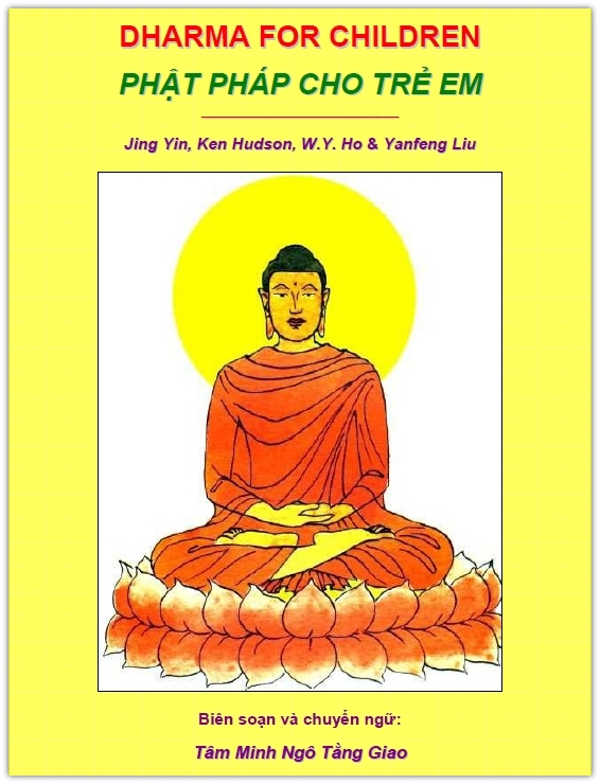 DHARMA FOR CHILDREN
PHẬT PHÁP CHO TRẺ EM
Jing Yin, Ken Hudson, W.Y. Ho & Yanfeng Liu
Biên soạn và chuyển ngữ:
Tâm Minh Ngô Tằng Giao